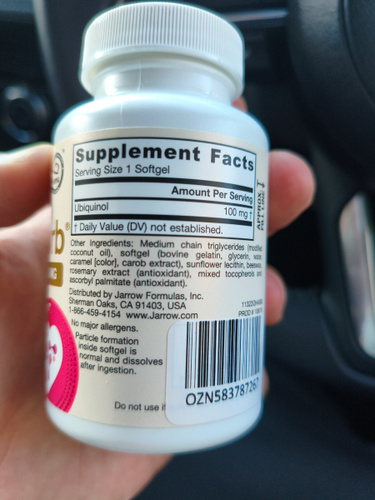 Supplement Facts
Serving Size 1 Softgel
Amount Per Serving
Ubiquinol 100 mg †
† Daily Value (DV) not established.
Other Ingredients: Medium chain triglycerides (modified
coconut oil), softgel (bovine gelatin, glycerin, water,
caramel [color], carob extract), sunflower lecithin, beeswax,
rosemary extract (antioxidant), mixed tocopherols and
ascorbyl palmitate (antioxidant).
Distributed by Jarrow Formulas, Inc.
Sherman Oaks, CA 91403, USA
1-866-459-4154 www.Jarrow.com
PROD #
No major allergens.
Particle formation
inside softgel is
normal and dissolves
after ingestion.
Do not use if
OZN583787267
rb®